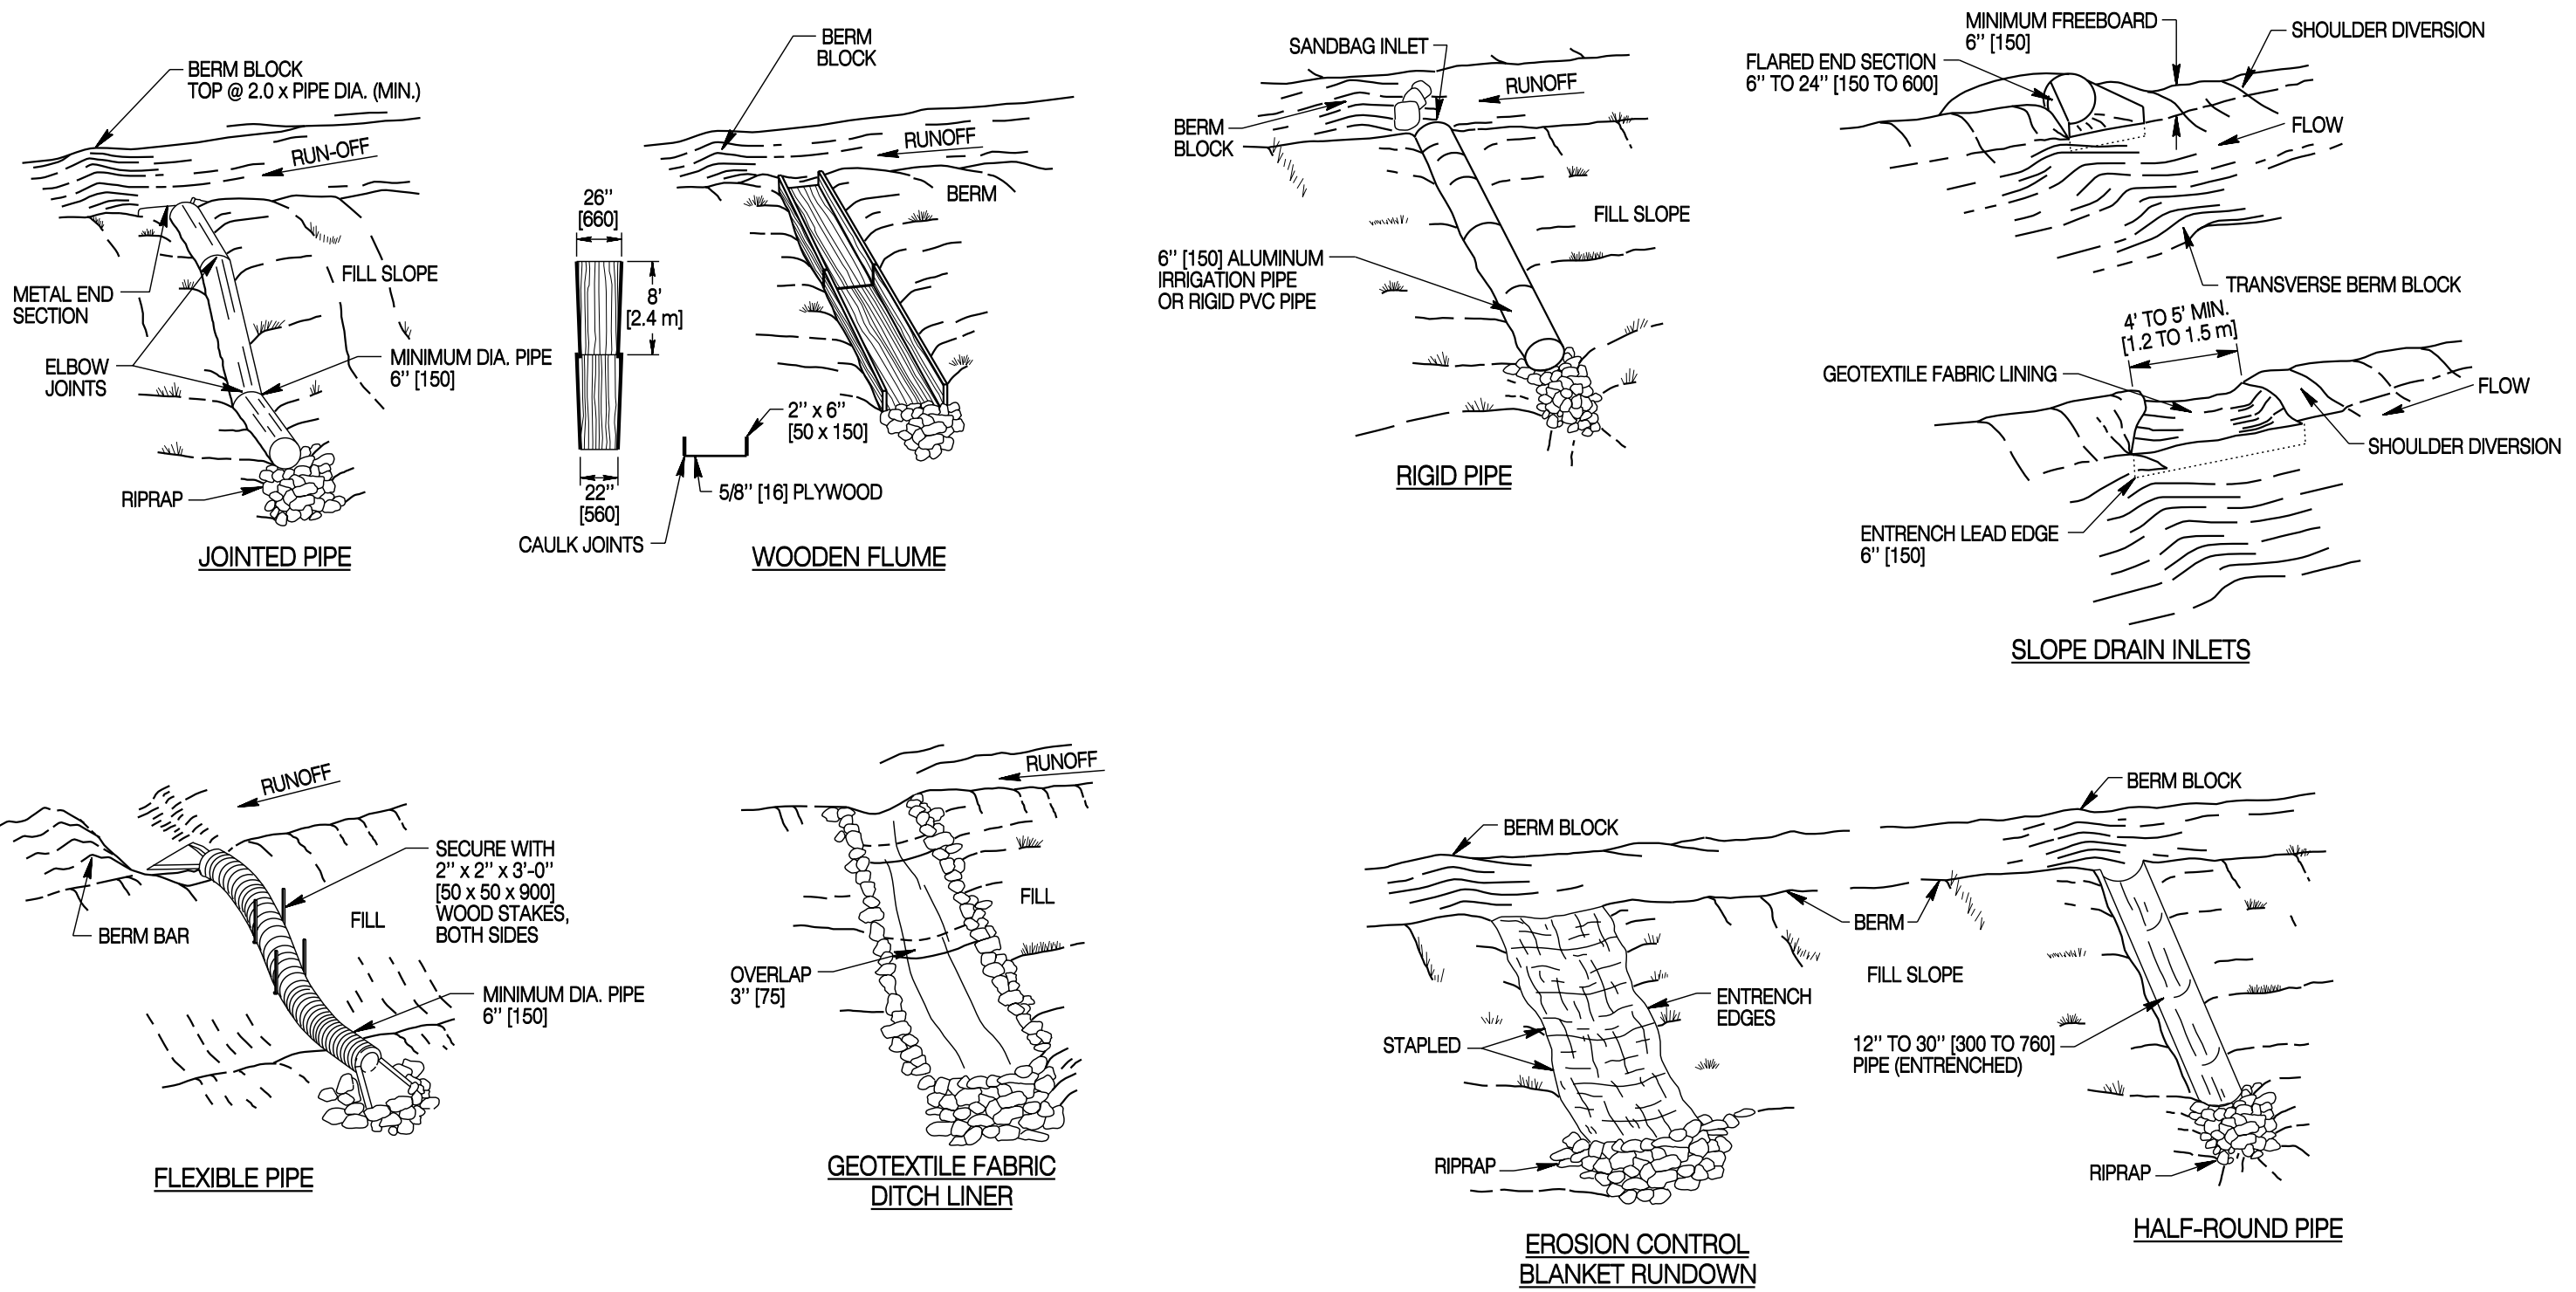 BERM BLOCK
TOP @ 2.0 x PIPE DIA. (MIN.)
RUN-OFF
METAL END
SECTION
FILL SLOPE
ELBOW
JOINTS
MINIMUM DIA. PIPE
6" [150]
RIPRAP
JOINTED PIPE
BERM
BLOCK
RUNOFF
BERM
26"
[660]
8'
[2.4 m]
22"
[560]
2" x 6"
[50 x 150]
5/8" [16] PLYWOOD
CAULK JOINTS
WOODEN FLUME
SANDBAG INLET
RUNOFF
BERM
BLOCK
FILL SLOPE
6" [150] ALUMINUM
IRRIGATION PIPE
OR RIGID PVC PIPE
RIGID PIPE
MINIMUM FREEBOARD
6" [150]
SHOULDER DIVERSION
FLARED END SECTION
6" TO 24" [150 TO 600]
FLOW
TRANSVERSE BERM BLOCK
4' TO 5' MIN.
[1.2 TO 1.5 m]
GEOTEXTILE FABRIC LINING
FLOW
SHOULDER DIVERSION
ENTRENCH LEAD EDGE
6" [150]
SLOPE DRAIN INLETS
RUNOFF
SECURE WITH
2" x 2" x 3'-0"
[50 x 50 x 900]
WOOD STAKES,
BOTH SIDES
FILL
BERM BAR
MINIMUM DIA. PIPE
6" [150]
FLEXIBLE PIPE
RUNOFF
FILL
OVERLAP
3" [75]
GEOTEXTILE FABRIC
DITCH LINER
BERM BLOCK
BERM
ENTRENCH
EDGES
STAPLED
RIPRAP
EROSION CONTROL
BLANKET RUNDOWN
BERM BLOCK
FILL SLOPE
12" TO 30" [300 TO 760]
PIPE (ENTRENCHED)
RIPRAP
HALF-ROUND PIPE